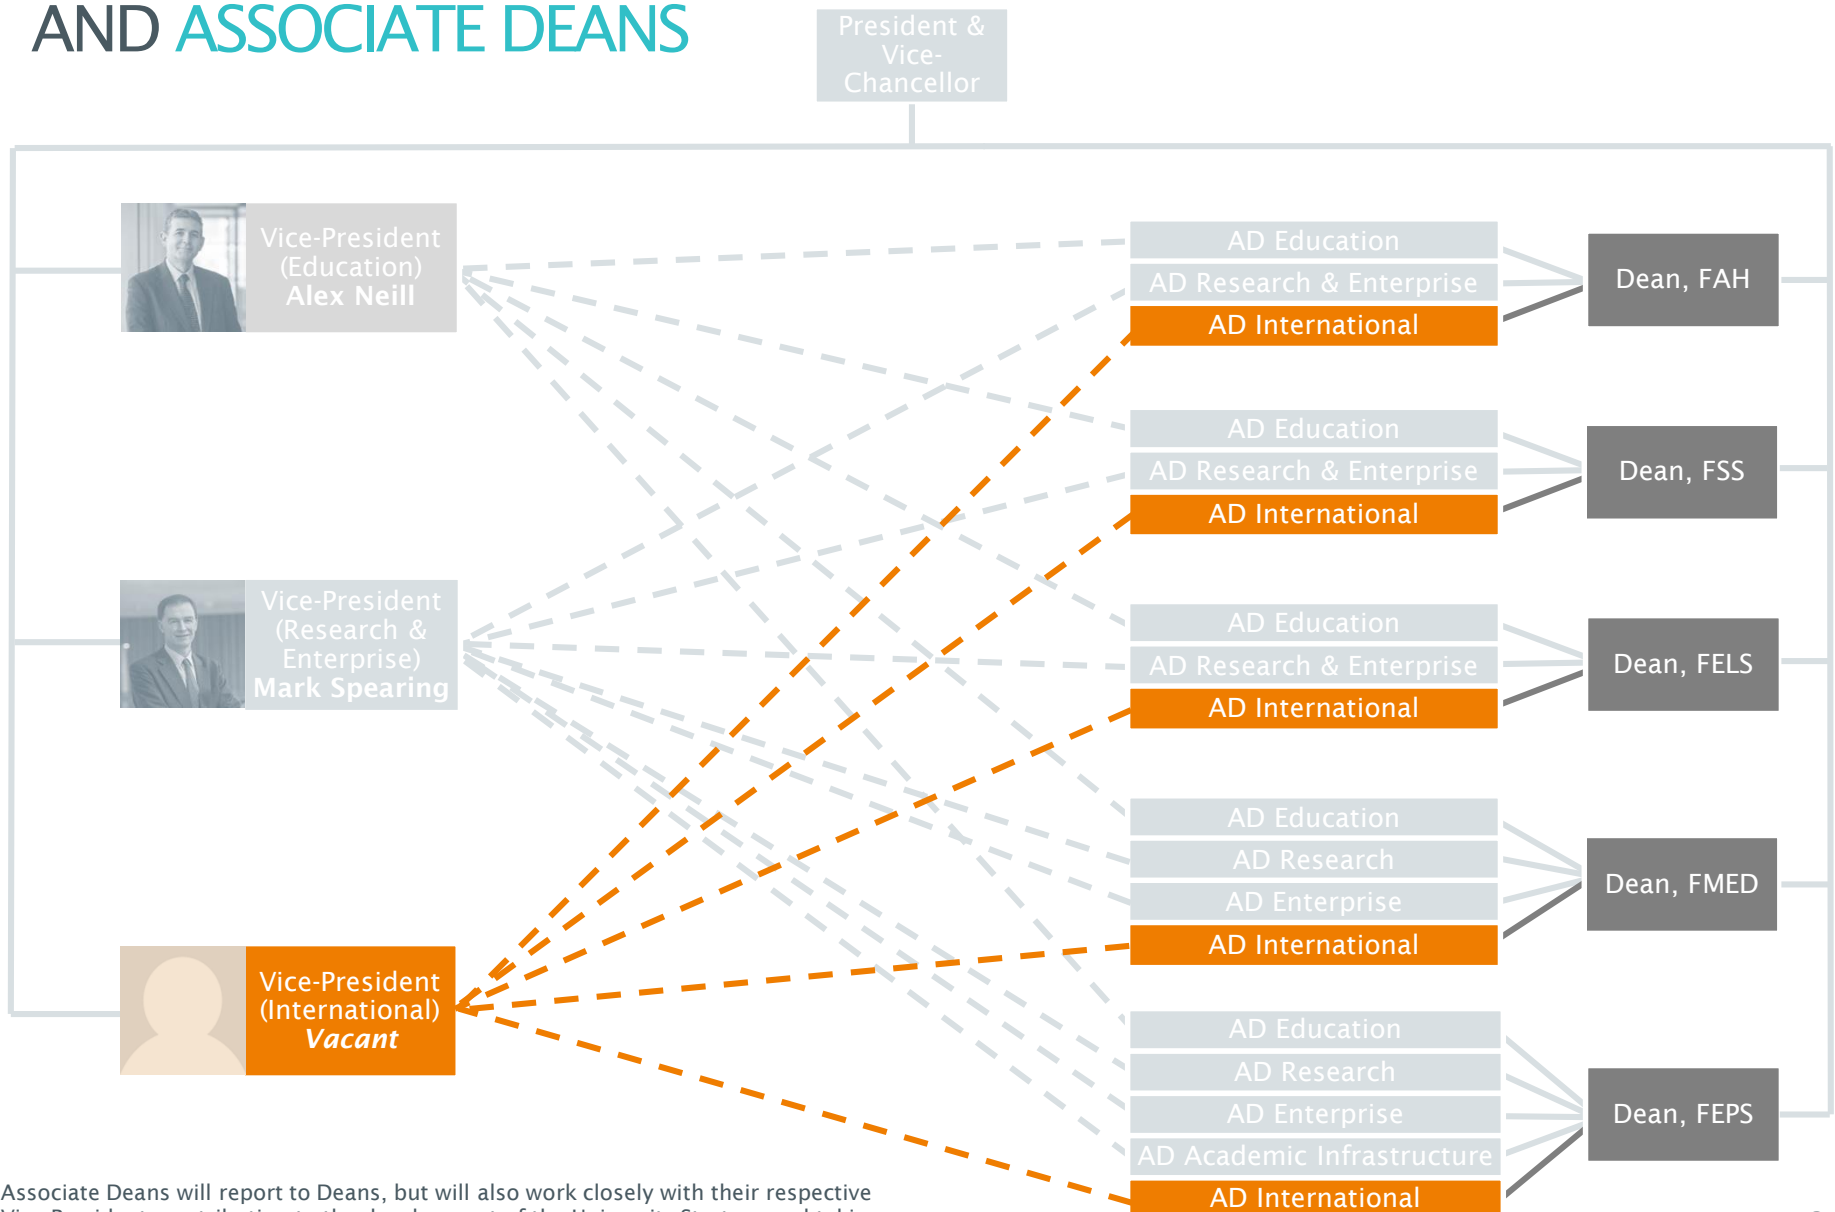 AND ASSOCIATE DEANS
President &
Vice-
Chancellor
Vice-President
(Education)
Alex Neill
AD Education
AD Research & Enterprise
AD International
Dean, FAH
AD Education
AD Research & Enterprise
AD International
Dean, FSS
Vice-President
(Research &
Enterprise)
Mark Spearing
AD Education
AD Research & Enterprise
AD International
Dean, FELS
AD Education
AD Research
AD Enterprise
AD International
Dean, FMED
Vice-President
(International)
Vacant
AD Education
AD Research
AD Enterprise
AD Academic Infrastructure
AD International
Dean, FEPS
Associate Deans will report to Deans, but will also work closely with their respective